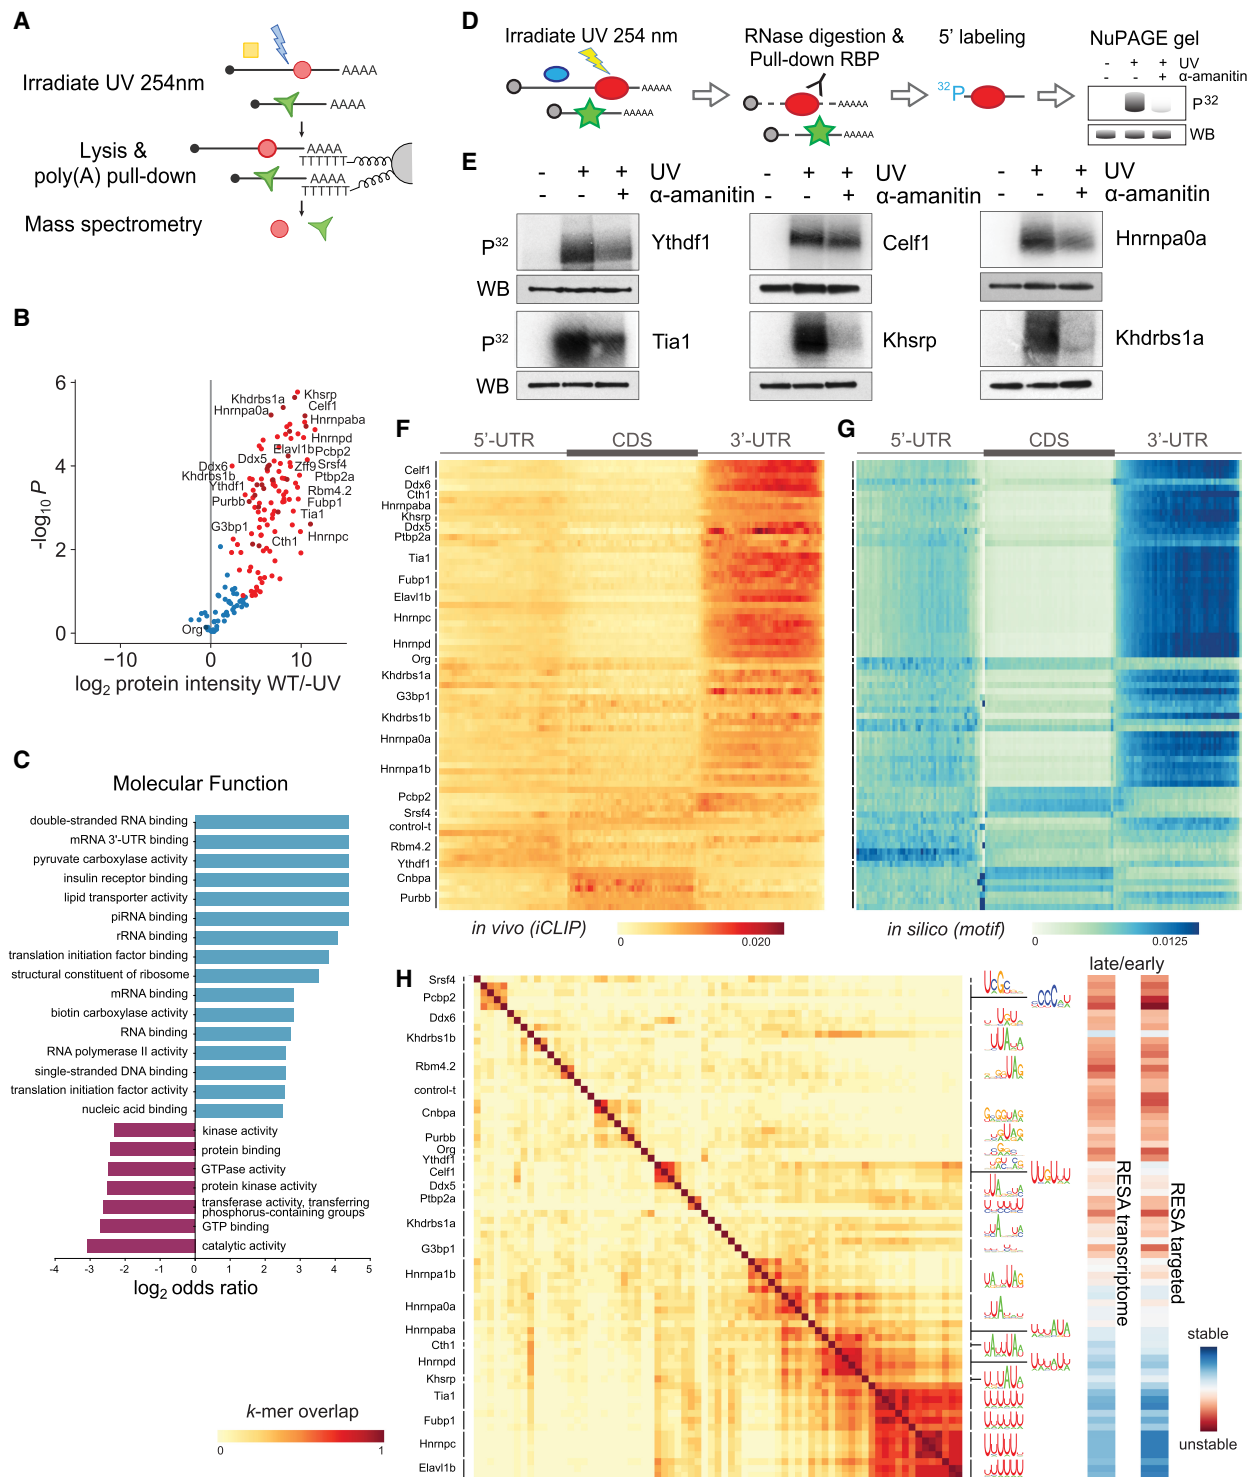 A
Irradiate UV 254nm
AAAA
AAAA
Lysis &
poly(A) pull-down
AAAA
TTTTTT
AAAA
TTTTTT
Mass spectrometry
B
6
4
2
0
-log10 P
−10
0
10
log2 protein intensity WT/-UV
Khdrbs1a
Khsrp
Celf1
Hnrnpa0a
Hnrnpaba
Hnrnpd
Elavl1b
Pcbp2
Ddx5
Ddx6
Zff9
Srsf4
Khdrbs1b
Ptbp2a
Ythdf1
Rbm4.2
Purbb
Fubp1
Tia1
G3bp1
Cth1
Hnrnpc
Org
C
Molecular Function
double-stranded RNA binding
mRNA 3'-UTR binding
pyruvate carboxylase activity
insulin receptor binding
lipid transporter activity
piRNA binding
rRNA binding
translation initiation factor binding
structural constituent of ribosome
mRNA binding
biotin carboxylase activity
RNA binding
RNA polymerase II activity
single-stranded DNA binding
translation initiation factor activity
nucleic acid binding
kinase activity
protein binding
GTPase activity
protein kinase activity
transferase activity, transferring
phosphorus-containing groups
GTP binding
catalytic activity
-4 -3 -2 -1 0 1 2 3 4 5
log2 odds ratio
D
Irradiate UV 254 nm
AAAAA
AAAAA
RNase digestion &
Pull-down RBP
AAAAA
AAAAA
5' labeling
32P
NuPAGE gel
- + + UV
- - + α-amanitin
P32
WB
E
- + + UV
- - + α-amanitin
P32
Ythdf1
WB
P32
Tia1
WB
- + + UV
- - + α-amanitin
Celf1
Khsrp
- + + UV
- - + α-amanitin
Hnrnpa0a
Khdrbs1a
F
5'-UTR CDS 3'-UTR
Celf1
Ddx6
Cth1
Hnrnpaba
Khsrp
Ddx5
Ptbp2a
Tia1
Fubp1
Elavl1b
Hnrnpc
Hnrnpd
Org
Khdrbs1a
G3bp1
Khdrbs1b
Hnrnpa0a
Hnrnpa1b
Pcbp2
Srsf4
control-t
Rbm4.2
Ythdf1
Cnbpa
Purbb
in vivo (iCLIP)
0 0.020
G
5'-UTR CDS 3'-UTR
in silico (motif)
0 0.0125
H
Srsf4
Pcbp2
Ddx6
Khdrbs1b
Rbm4.2
control-t
Cnbpa
Purbb
Org
Ythdf1
Celf1
Ddx5
Ptbp2a
Khdrbs1a
G3bp1
Hnrnpa1b
Hnrnpa0a
Hnrnpaba
Cth1
Hnrnpd
Khsrp
Tia1
Fubp1
Hnrnpc
Elavl1b
k-mer overlap
0 1
late/early
RESA transcriptome
RESA targeted
stable
unstable